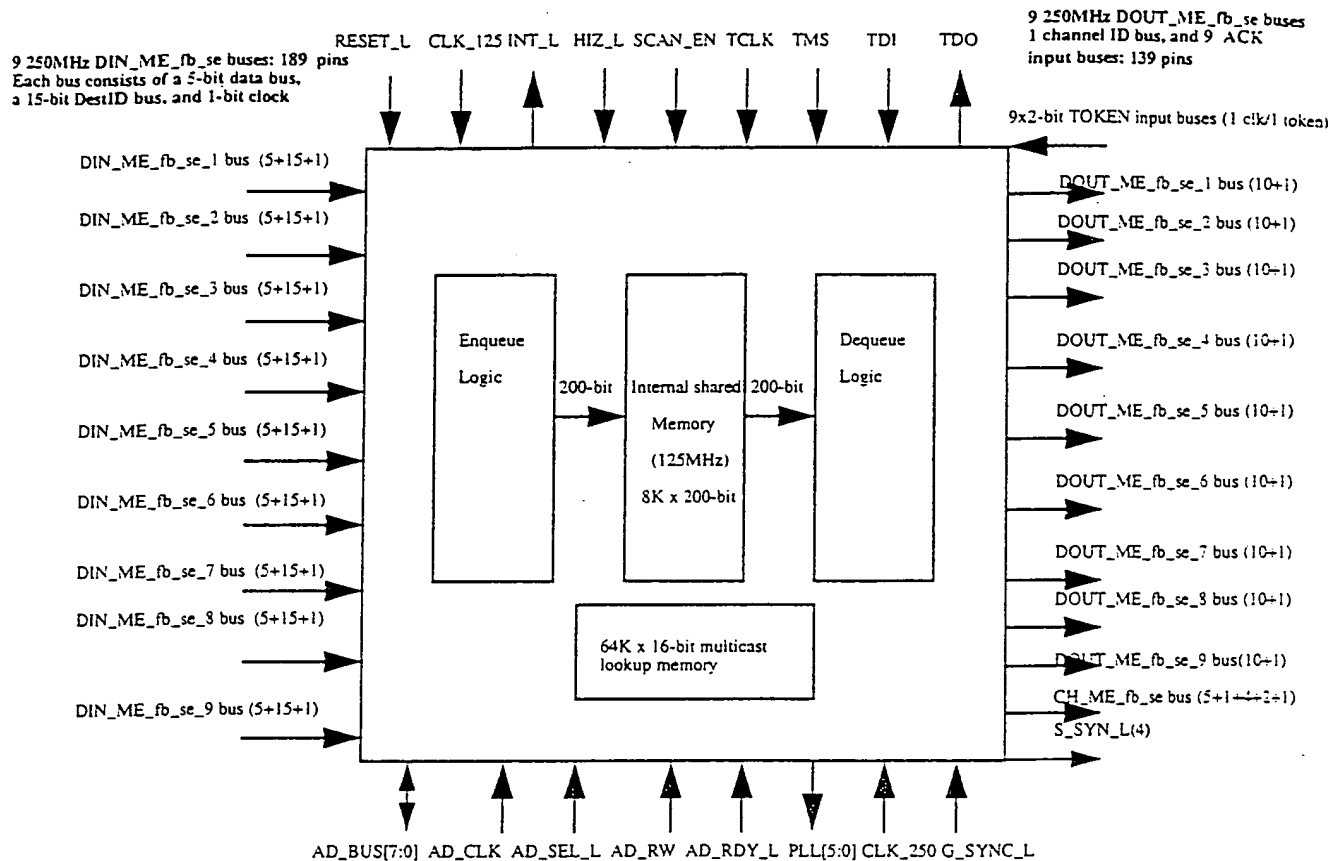 9 250MHz DIN_ME_fb_se buses: 189 pins
Each bus consists of a 5-bit data bus,
a 15-bit DestID bus, and 1-bit clock
RESET_L CLK_125 INT_L HIZ_L SCAN_EN TCLK TMS TDI TDO
9 250MHz DOUT_ME_fb_se buses
1 channel ID bus, and 9 ACK
input buses: 139 pins
9x2-bit TOKEN input buses (1 clk/1 token)
DIN_ME_fb_se_1 bus (5+15+1)
DIN_ME_fb_se_2 bus (5+15+1)
DIN_ME_fb_se_3 bus (5+15+1)
DIN_ME_fb_se_4 bus (5+15+1)
DIN_ME_fb_se_5 bus (5+15+1)
DIN_ME_fb_se_6 bus (5+15+1)
DIN_ME_fb_se_7 bus (5+15+1)
DIN_ME_fb_se_8 bus (5+15+1)
DIN_ME_fb_se_9 bus (5+15+1)
Enqueue
Logic
200-bit
Internal shared
Memory
(125MHz)
8K x 200-bit
200-bit
Dequeue
Logic
64K x 16-bit multicast
lookup memory
DOUT_ME_fb_se_1 bus (10+1)
DOUT_ME_fb_se_2 bus (10+1)
DOUT_ME_fb_se_3 bus (10+1)
DOUT_ME_fb_se_4 bus (10+1)
DOUT_ME_fb_se_5 bus (10+1)
DOUT_ME_fb_se_6 bus (10+1)
DOUT_ME_fb_se_7 bus (10+1)
DOUT_ME_fb_se_8 bus (10+1)
DOUT_ME_fb_se_9 bus(10+1)
CH_ME_fb_se bus (5+1+4+2+1)
S_SYN_L(4)
AD_BUS[7:0] AD_CLK AD_SEL_L AD_RW AD_RDY_L PLL[5:0] CLK_250 G_SYNC_L